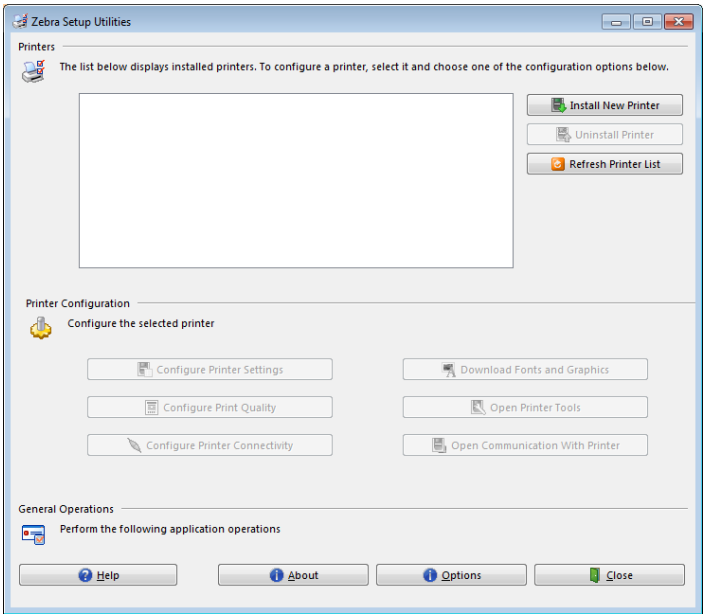 Zebra Setup Utilities
Printers
The list below displays installed printers. To configure a printer, select it and choose one of the configuration options below.
Install New Printer
Uninstall Printer
Refresh Printer List
Printer Configuration
Configure the selected printer
Configure Printer Settings
Download Fonts and Graphics
Configure Print Quality
Open Printer Tools
Configure Printer Connectivity
Open Communication With Printer
General Operations
Perform the following application operations
Help
About
Options
Close